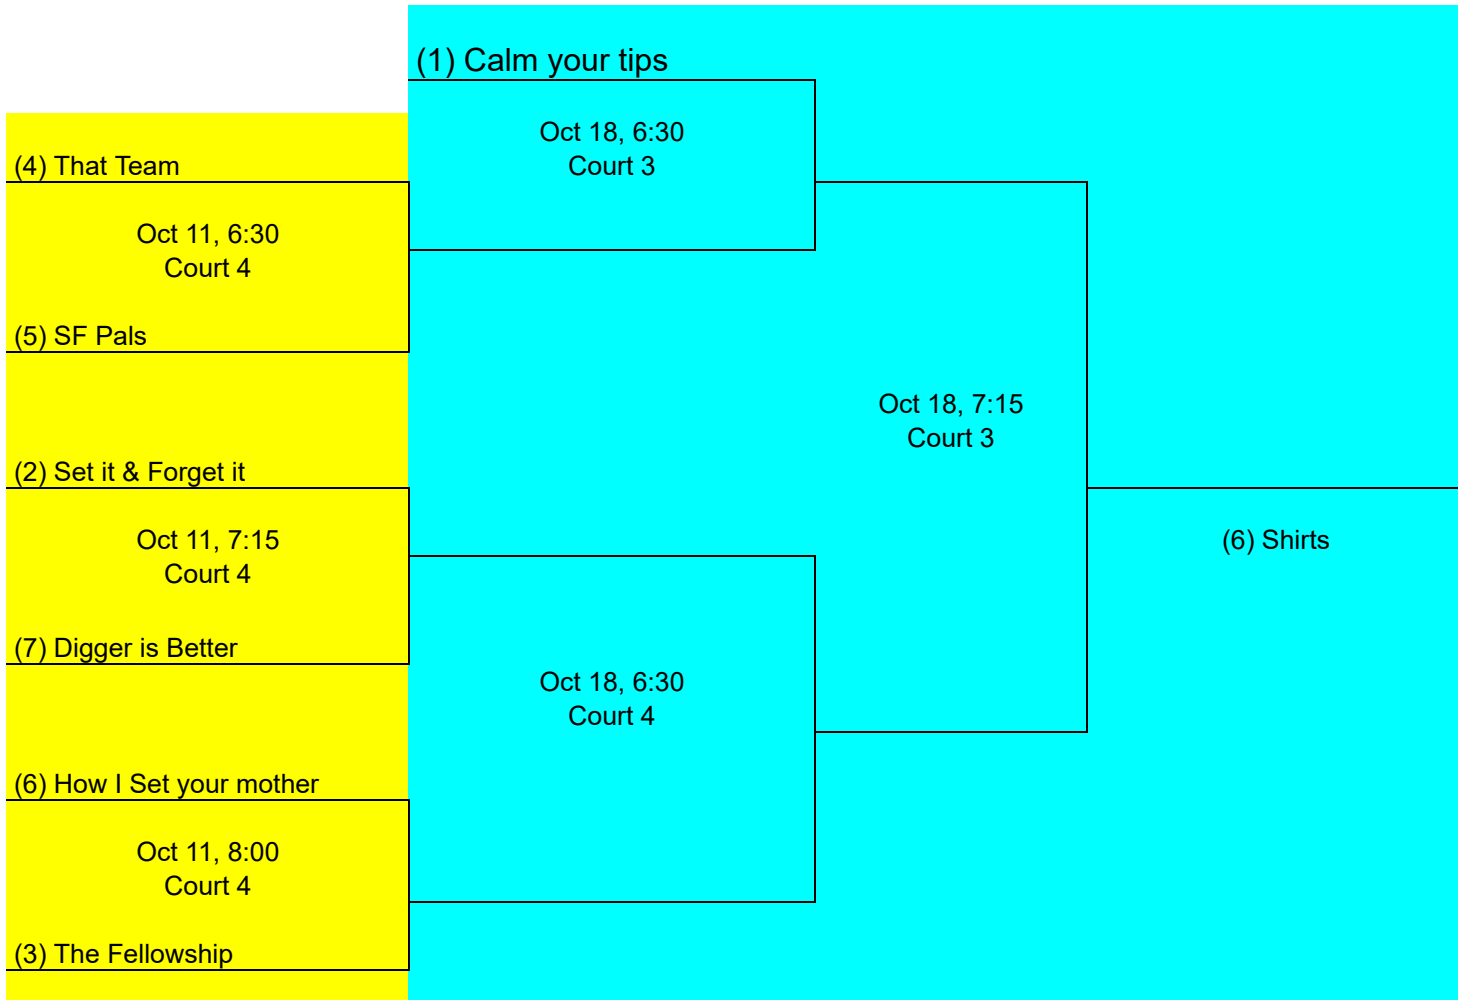 (1) Calm your tips
Oct 18, 6:30
Court 3
(4) That Team
Oct 11, 6:30
Court 4
(5) SF Pals
Oct 18, 7:15
Court 3
(2) Set it & Forget it
Oct 11, 7:15
Court 4
(6) Shirts
(7) Digger is Better
Oct 18, 6:30
Court 4
(6) How I Set your mother
Oct 11, 8:00
Court 4
(3) The Fellowship